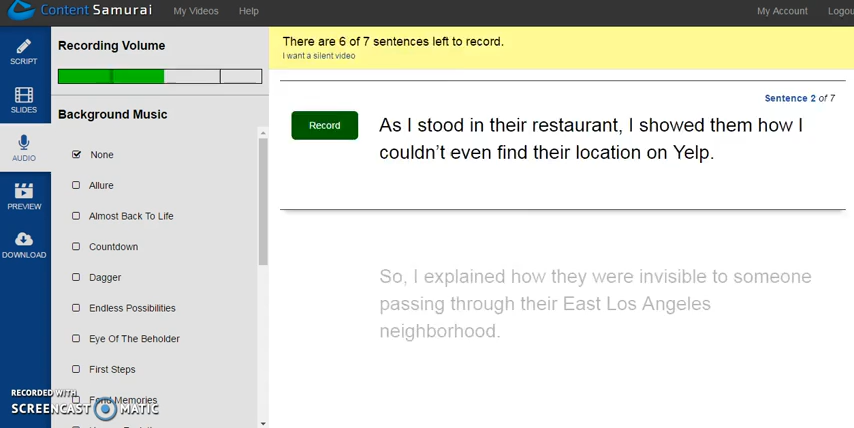 Content Samurai My Videos Help My Account Logou
SCRIPT
SLIDES
AUDIO
PREVIEW
DOWNLOAD
Recording Volume
Background Music
None
Allure
Almost Back To Life
Countdown
Dagger
Endless Possibilities
Eye Of The Beholder
First Steps
Fond Memories
There are 6 of 7 sentences left to record.
I want a silent video
Sentence 2 of 7
Record
As I stood in their restaurant, I showed them how I
couldn't even find their location on Yelp.
So, I explained how they were invisible to someone
passing through their East Los Angeles
neighborhood.
RECORDED WITH
SCREENCAST MATIC